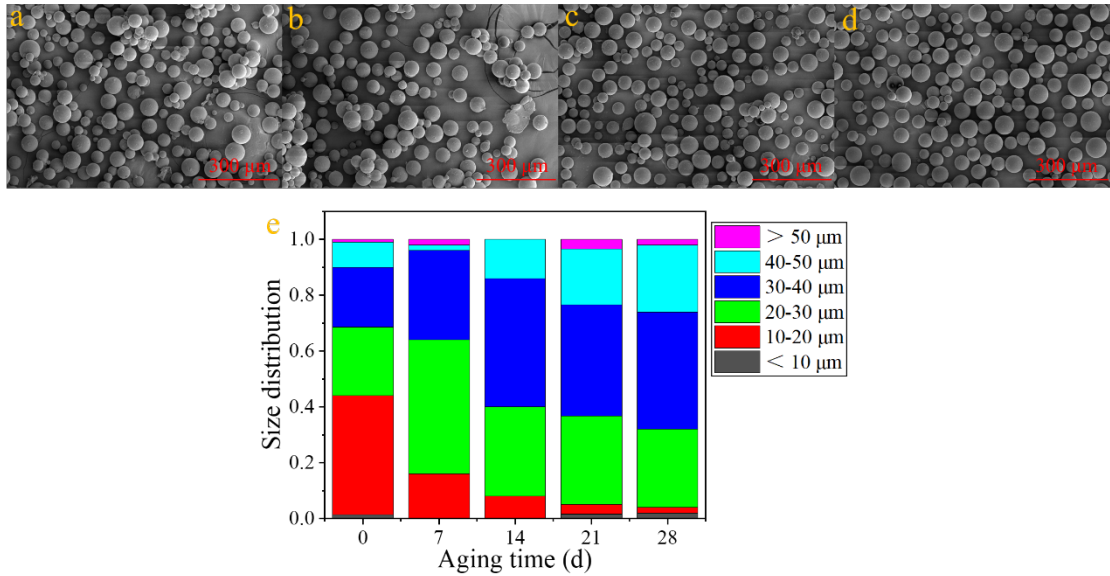 a
b
c
d
300 μm
300 μm
300 μm
300 μm
e
1.0
0.8
0.6
0.4
0.2
0.0
Size distribution
0
7
14
21
28
Aging time (d)
> 50 μm
40-50 μm
30-40 μm
20-30 μm
10-20 μm
< 10 μm